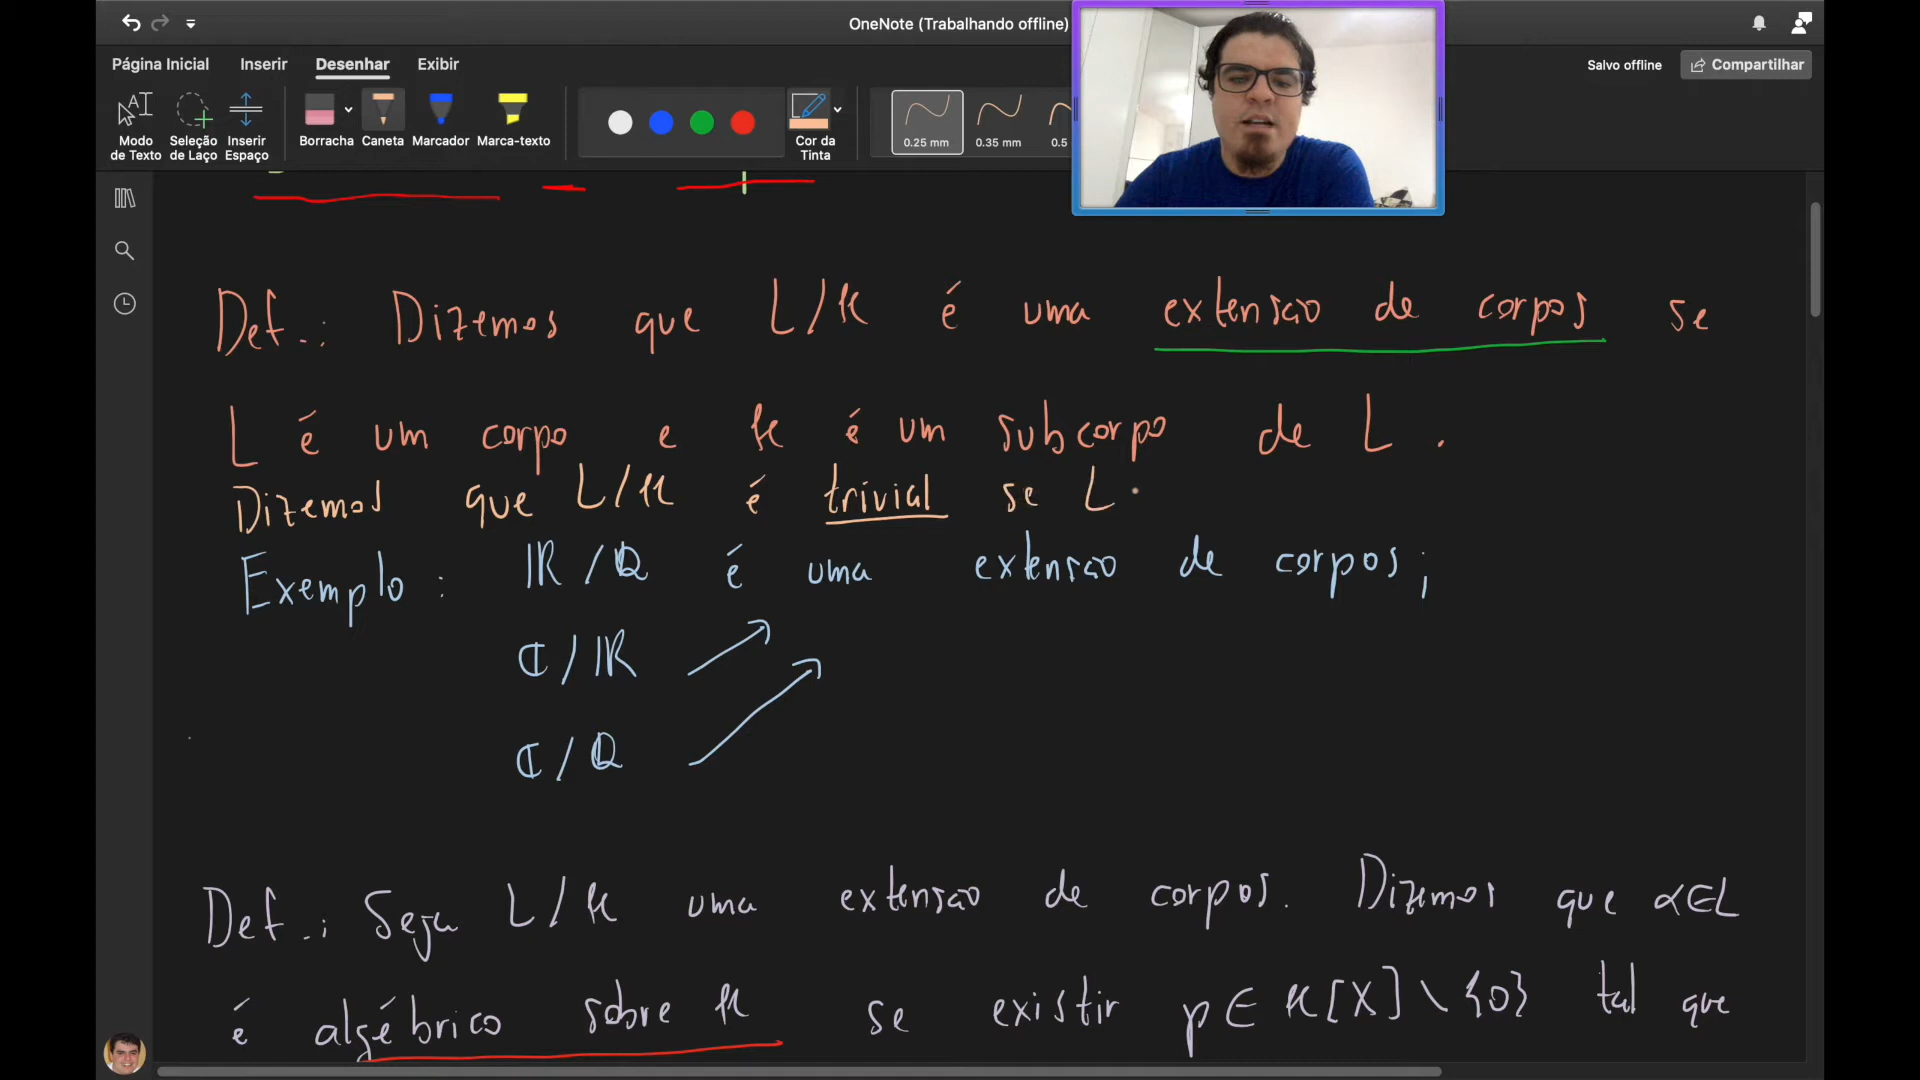 OneNote (Trabalhando offline)
Página Inicial Inserir Desenhar Exibir
Salvo offline Compartilhar
Modo de Texto Seleção de Laço Inserir Espaço Borracha Caneta Marcador Marca-texto Cor da Tinta 0.25 mm 0.35 mm 0.5
Def.: Dizemos que L/K é uma extensão de corpos se
L é um corpo e K é um subcorpo de L.
Dizemos que L/K é trivial se L
Exemplo: ℝ/ℚ é uma extensão de corpos;
ℂ/ℝ
ℂ/ℚ
Def.: Seja L/K uma extensão de corpos. Dizemos que α∈L
é algébrico sobre K se existir p∈K[X]\{0} tal que